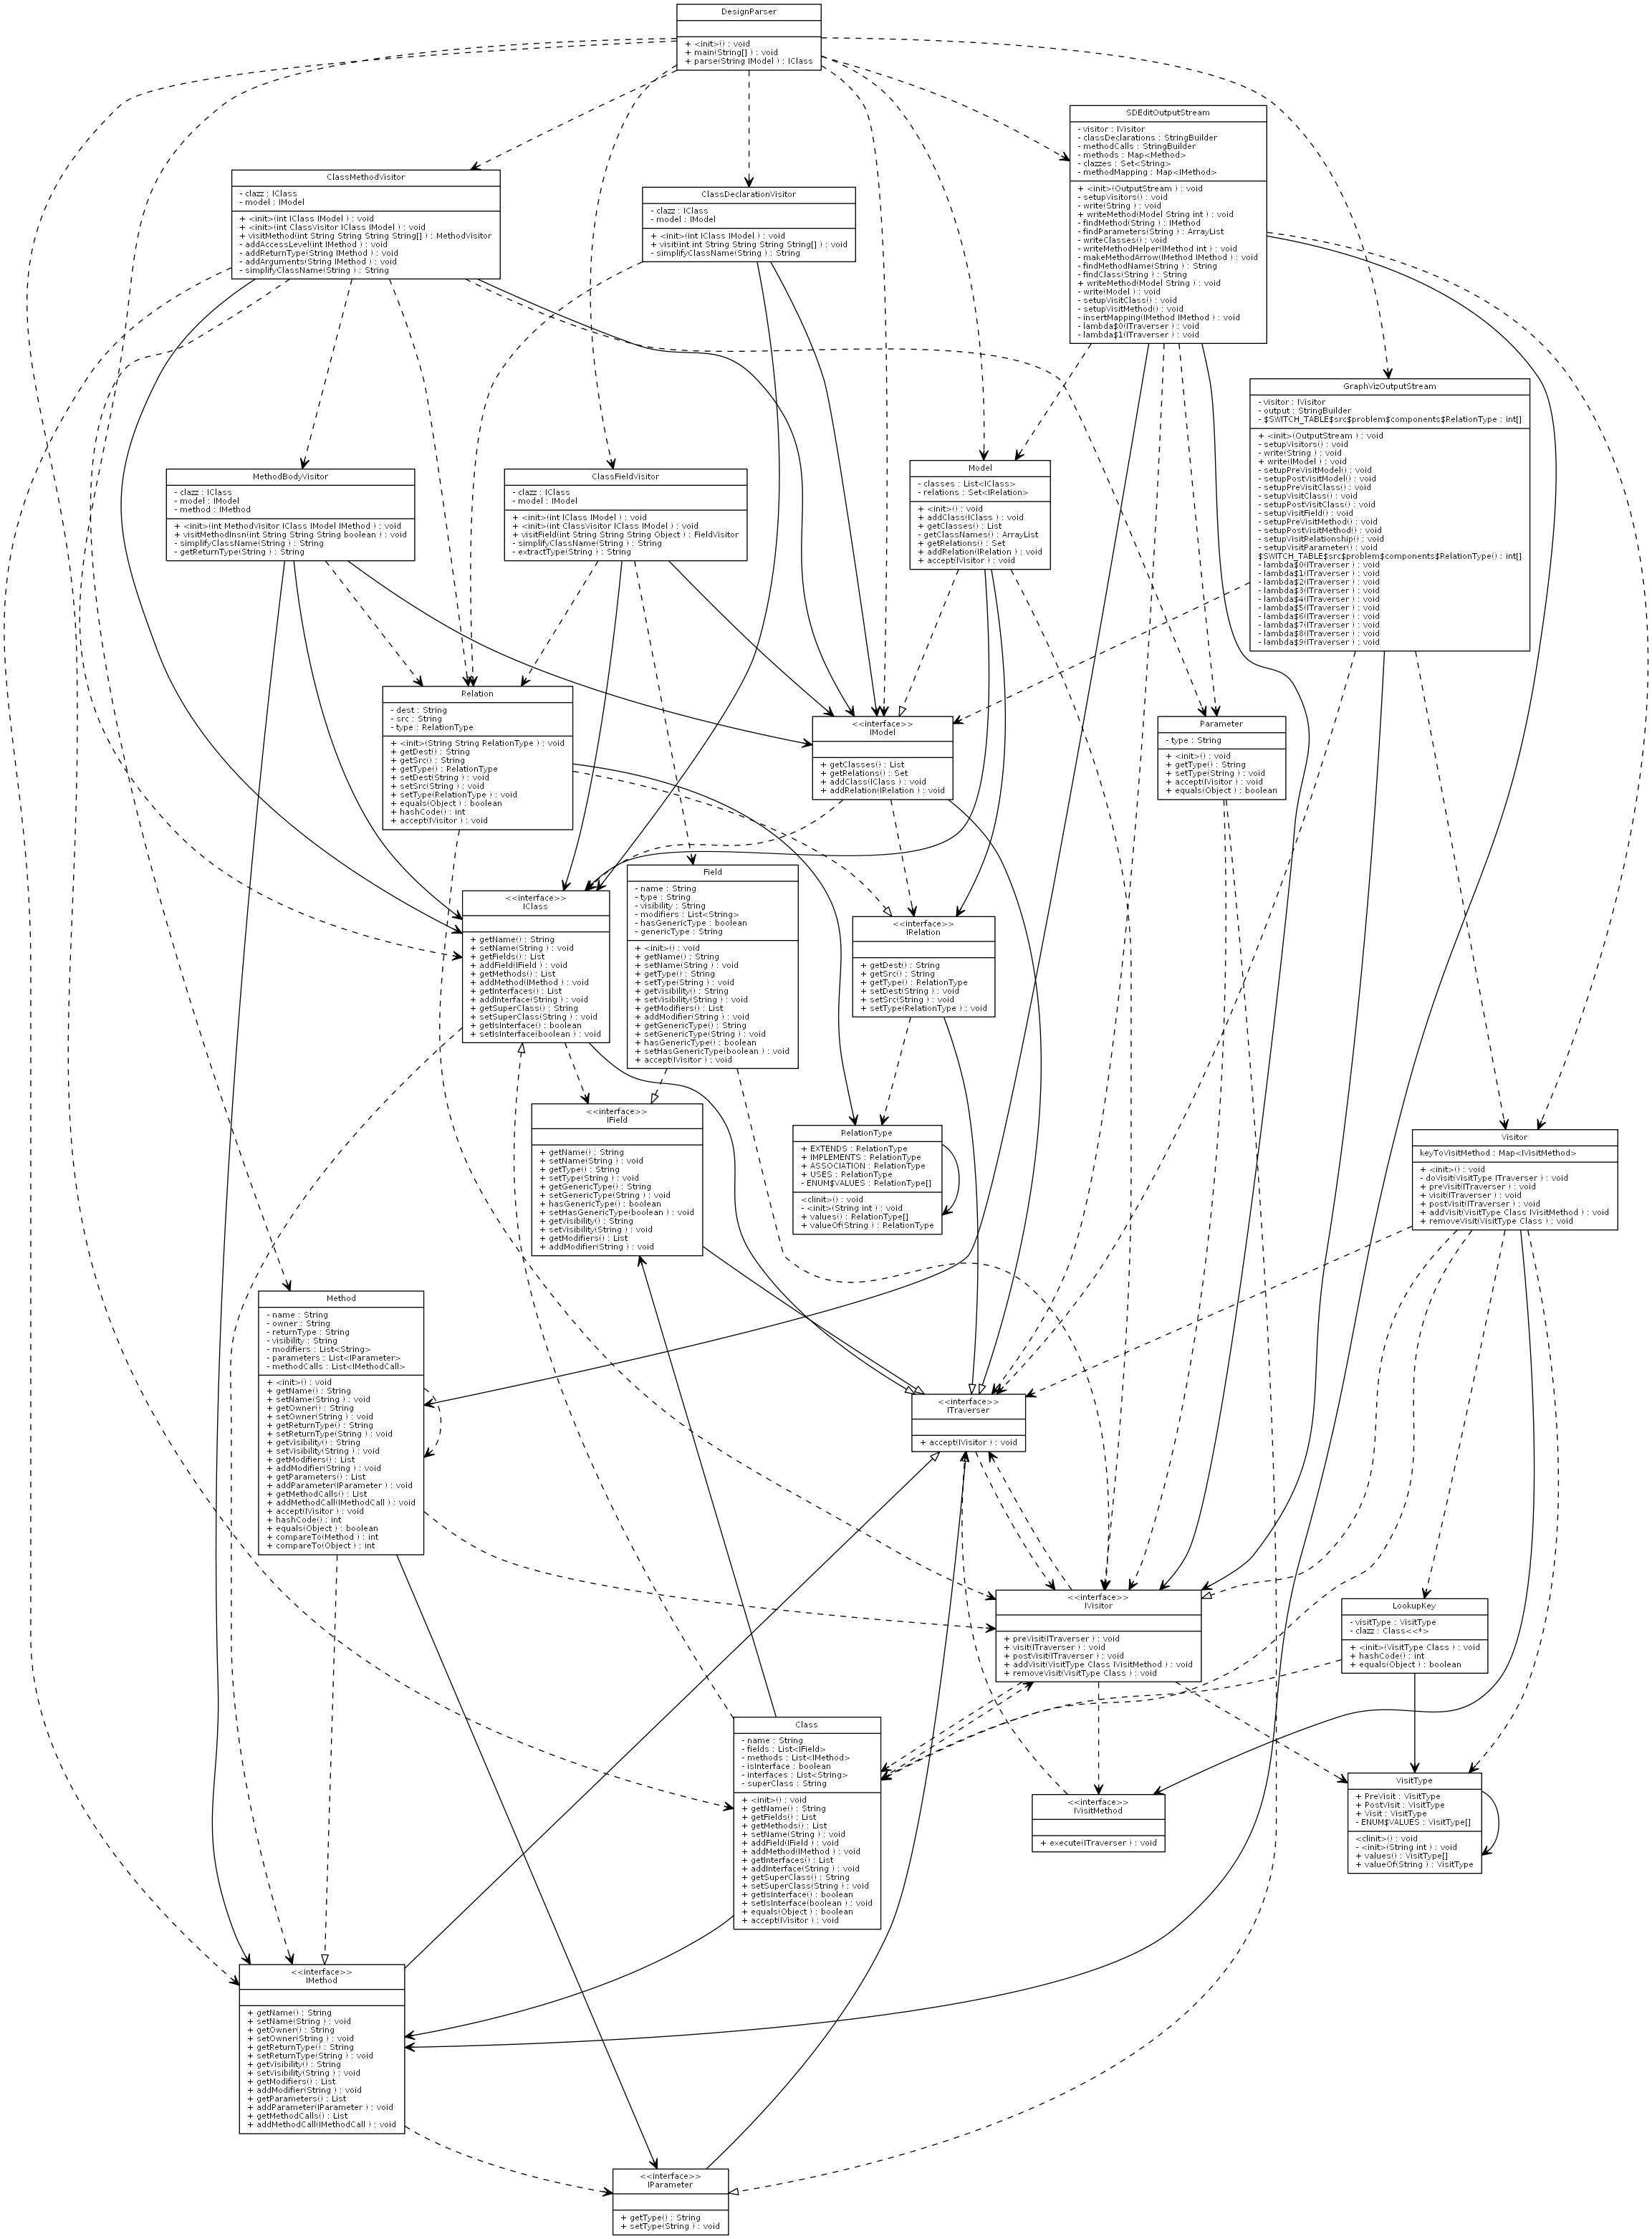 DesignParser
+ <init>() : void
+ main(String[] ) : void
+ parse(String IModel ) : IClass
SDEditOutputStream
- visitor : IVisitor
- classDeclarations : StringBuilder
- methodCalls : StringBuilder
- methods : Map<Method>
- clazzes : Set<String>
- methodMapping : Map<IMethod>
+ <init>(OutputStream ) : void
- setupVisitors() : void
- write(String ) : void
+ writeMethod(Model String int ) : void
- findMethod(String ) : IMethod
- findParameters(String ) : ArrayList
- writeClasses() : void
- writeMethodHelper(IMethod int ) : void
- makeMethodArrow(IMethod IMethod ) : void
- findMethodName(String ) : String
- findClass(String ) : String
+ writeMethod(Model String ) : void
- write(Model ) : void
- setupVisitClass() : void
- setupVisitMethod() : void
- insertMapping(IMethod IMethod ) : void
- lambda$0(ITraverser ) : void
- lambda$1(ITraverser ) : void
ClassMethodVisitor
- clazz : IClass
- model : IModel
+ <init>(int IClass IModel ) : void
+ <init>(int ClassVisitor IClass IModel ) : void
+ visitMethod(int String String String String[] ) : MethodVisitor
- addAccessLevel(int IMethod ) : void
- addReturnType(String IMethod ) : void
- addArguments(String IMethod ) : void
- simplifyClassName(String ) : String
ClassDeclarationVisitor
- clazz : IClass
- model : IModel
+ <init>(int IClass IModel ) : void
+ visit(int int String String String String[] ) : void
- simplifyClassName(String ) : String
GraphVizOutputStream
- visitor : IVisitor
- output : StringBuilder
- $SWITCH_TABLE$src$problem$components$RelationType : int[]
+ <init>(OutputStream ) : void
- setupVisitors() : void
- write(String ) : void
+ write(IModel ) : void
- setupPreVisitModel() : void
- setupPostVisitModel() : void
- setupPreVisitClass() : void
- setupVisitClass() : void
- setupPostVisitClass() : void
- setupVisitField() : void
- setupPreVisitMethod() : void
- setupPostVisitMethod() : void
- setupVisitRelationship() : void
- setupVisitParameter() : void
$SWITCH_TABLE$src$problem$components$RelationType() : int[]
- lambda$0(ITraverser ) : void
- lambda$1(ITraverser ) : void
- lambda$2(ITraverser ) : void
- lambda$3(ITraverser ) : void
- lambda$4(ITraverser ) : void
- lambda$5(ITraverser ) : void
- lambda$6(ITraverser ) : void
- lambda$7(ITraverser ) : void
- lambda$8(ITraverser ) : void
- lambda$9(ITraverser ) : void
MethodBodyVisitor
- clazz : IClass
- model : IModel
- method : IMethod
+ <init>(int MethodVisitor IClass IModel IMethod ) : void
+ visitMethodInsn(int String String String boolean ) : void
- simplifyClassName(String ) : String
- getReturnType(String ) : String
ClassFieldVisitor
- clazz : IClass
- model : IModel
+ <init>(int IClass IModel ) : void
+ <init>(int ClassVisitor IClass IModel ) : void
+ visitField(int String String String Object ) : FieldVisitor
- simplifyClassName(String ) : String
- extractType(String ) : String
Model
- classes : List<IClass>
- relations : Set<IRelation>
+ <init>() : void
+ addClass(IClass ) : void
+ getClasses() : List
- getClassNames() : ArrayList
+ getRelations() : Set
+ addRelation(IRelation ) : void
+ accept(IVisitor ) : void
Relation
- dest : String
- src : String
- type : RelationType
+ <init>(String String RelationType ) : void
+ getDest() : String
+ getSrc() : String
+ getType() : RelationType
+ setDest(String ) : void
+ setSrc(String ) : void
+ setType(RelationType ) : void
+ equals(Object ) : boolean
+ hashCode() : int
+ accept(IVisitor ) : void
<<interface>>
IModel
+ getClasses() : List
+ getRelations() : Set
+ addClass(IClass ) : void
+ addRelation(IRelation ) : void
Parameter
- type : String
+ <init>() : void
+ getType() : String
+ setType(String ) : void
+ accept(IVisitor ) : void
+ equals(Object ) : boolean
<<interface>>
IClass
+ getName() : String
+ setName(String ) : void
+ getFields() : List
+ addField(IField ) : void
+ getMethods() : List
+ addMethod(IMethod ) : void
+ getInterfaces() : List
+ addInterface(String ) : void
+ getSuperClass() : String
+ setSuperClass(String ) : void
+ getIsInterface() : boolean
+ setIsInterface(boolean ) : void
Field
- name : String
- type : String
- visibility : String
- modifiers : List<String>
- hasGenericType : boolean
- genericType : String
+ <init>() : void
+ getName() : String
+ setName(String ) : void
+ getType() : String
+ setType(String ) : void
+ getVisibility() : String
+ setVisibility(String ) : void
+ getModifiers() : List
+ addModifier(String ) : void
+ getGenericType() : String
+ setGenericType(String ) : void
+ hasGenericType() : boolean
+ setHasGenericType(boolean ) : void
+ accept(IVisitor ) : void
<<interface>>
IRelation
+ getDest() : String
+ getSrc() : String
+ getType() : RelationType
+ setDest(String ) : void
+ setSrc(String ) : void
+ setType(RelationType ) : void
<<interface>>
IField
+ getName() : String
+ setName(String ) : void
+ getType() : String
+ setType(String ) : void
+ getGenericType() : String
+ setGenericType(String ) : void
+ hasGenericType() : boolean
+ setHasGenericType(boolean ) : void
+ getVisibility() : String
+ setVisibility(String ) : void
+ getModifiers() : List
+ addModifier(String ) : void
RelationType
+ EXTENDS : RelationType
+ IMPLEMENTS : RelationType
+ ASSOCIATION : RelationType
+ USES : RelationType
- ENUM$VALUES : RelationType[]
<clinit>() : void
- <init>(String int ) : void
+ values() : RelationType[]
+ valueOf(String ) : RelationType
Visitor
keyToVisitMethod : Map<IVisitMethod>
+ <init>() : void
- doVisit(VisitType ITraverser ) : void
+ preVisit(ITraverser ) : void
+ visit(ITraverser ) : void
+ postVisit(ITraverser ) : void
+ addVisit(VisitType Class IVisitMethod ) : void
+ removeVisit(VisitType Class ) : void
Method
- name : String
- owner : String
- returnType : String
- visibility : String
- modifiers : List<String>
- parameters : List<IParameter>
- methodCalls : List<IMethodCall>
+ <init>() : void
+ getName() : String
+ setName(String ) : void
+ getOwner() : String
+ setOwner(String ) : void
+ getReturnType() : String
+ setReturnType(String ) : void
+ getVisibility() : String
+ setVisibility(String ) : void
+ getModifiers() : List
+ addModifier(String ) : void
+ getParameters() : List
+ addParameter(IParameter ) : void
+ getMethodCalls() : List
+ addMethodCall(IMethodCall ) : void
+ accept(IVisitor ) : void
+ hashCode() : int
+ equals(Object ) : boolean
+ compareTo(Method ) : int
+ compareTo(Object ) : int
<<interface>>
ITraverser
+ accept(IVisitor ) : void
<<interface>>
IVisitor
+ preVisit(ITraverser ) : void
+ visit(ITraverser ) : void
+ postVisit(ITraverser ) : void
+ addVisit(VisitType Class IVisitMethod ) : void
+ removeVisit(VisitType Class ) : void
LookupKey
- visitType : VisitType
- clazz : Class<<*>
+ <init>(VisitType Class ) : void
+ hashCode() : int
+ equals(Object ) : boolean
Class
- name : String
- fields : List<IField>
- methods : List<IMethod>
- isInterface : boolean
- interfaces : List<String>
- superClass : String
+ <init>() : void
+ getName() : String
+ getFields() : List
+ getMethods() : List
+ setName(String ) : void
+ addField(IField ) : void
+ addMethod(IMethod ) : void
+ getInterfaces() : List
+ addInterface(String ) : void
+ getSuperClass() : String
+ setSuperClass(String ) : void
+ getIsInterface() : boolean
+ setIsInterface(boolean ) : void
+ equals(Object ) : boolean
+ accept(IVisitor ) : void
<<interface>>
IVisitMethod
+ execute(ITraverser ) : void
VisitType
+ PreVisit : VisitType
+ PostVisit : VisitType
+ Visit : VisitType
- ENUM$VALUES : VisitType[]
<clinit>() : void
- <init>(String int ) : void
+ values() : VisitType[]
+ valueOf(String ) : VisitType
<<interface>>
IMethod
+ getName() : String
+ setName(String ) : void
+ getOwner() : String
+ setOwner(String ) : void
+ getReturnType() : String
+ setReturnType(String ) : void
+ getVisibility() : String
+ setVisibility(String ) : void
+ getModifiers() : List
+ addModifier(String ) : void
+ getParameters() : List
+ addParameter(IParameter ) : void
+ getMethodCalls() : List
+ addMethodCall(IMethodCall ) : void
<<interface>>
IParameter
+ getType() : String
+ setType(String ) : void